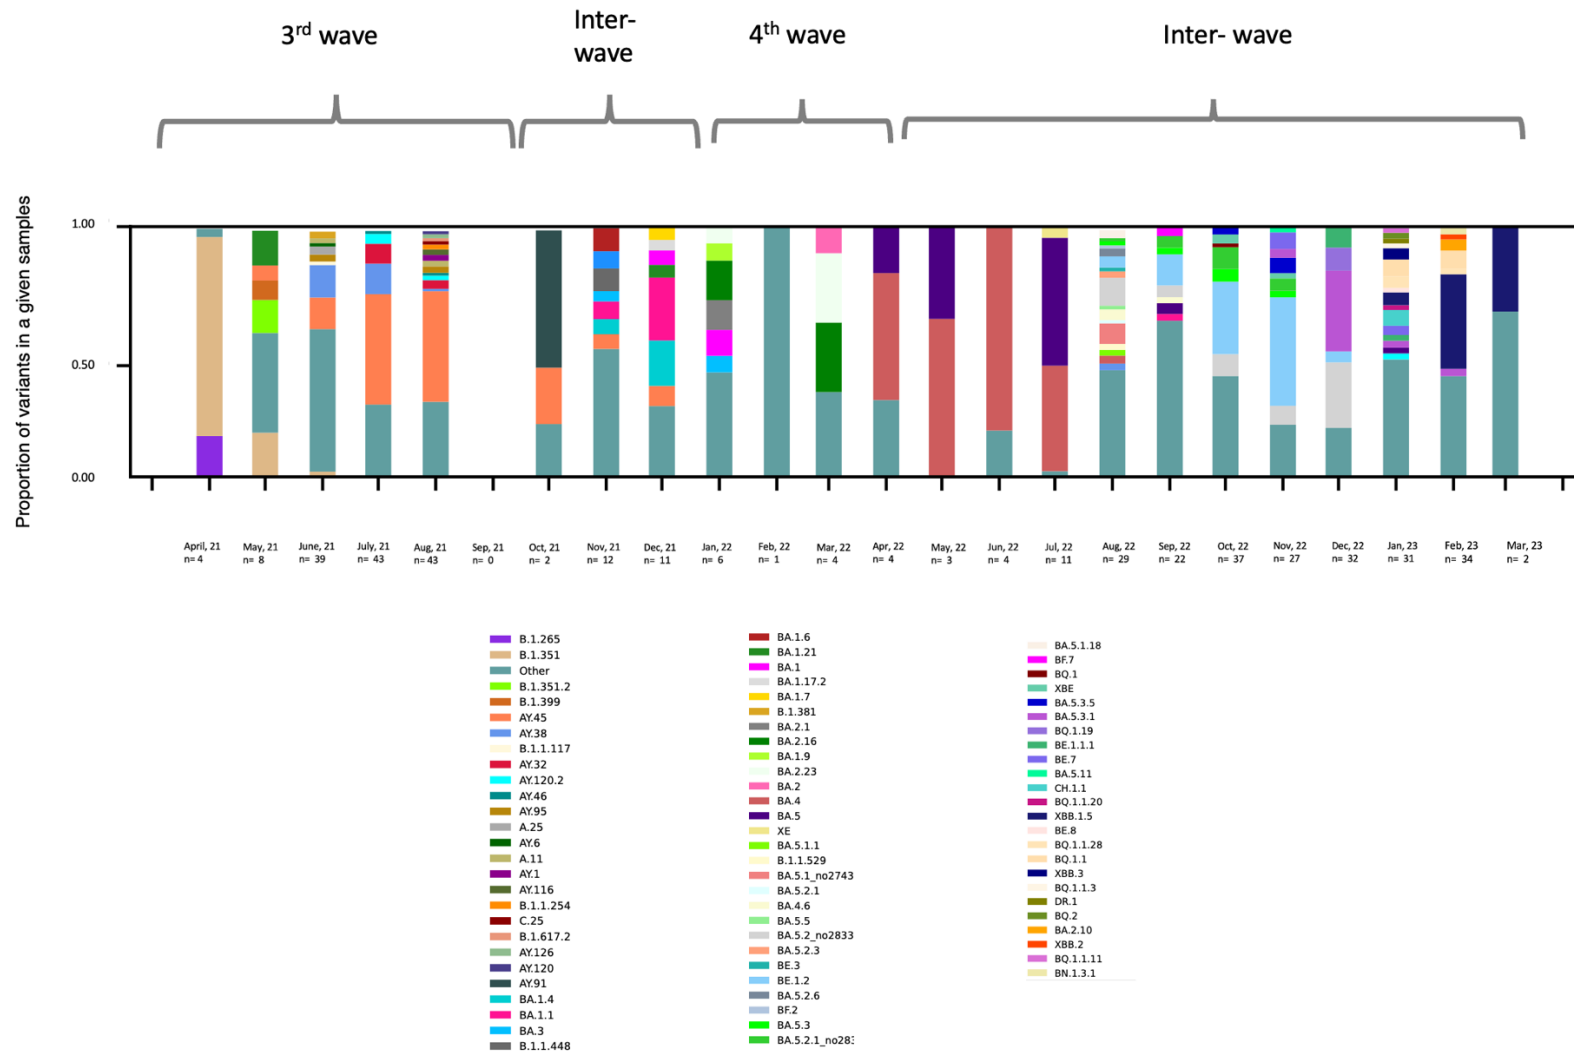 3rd wave
Inter-
wave
4th wave
Inter- wave
Proportion of variants in a given samples
1.00
0.50
0.00
April, 21
n= 4
May, 21
n= 8
June, 21
n= 39
July, 21
n= 43
Aug, 21
n= 43
Sep, 21
n= 0
Oct, 21
n= 2
Nov, 21
n= 12
Dec, 21
n= 11
Jan, 22
n= 6
Feb, 22
n= 1
Mar, 22
n= 4
Apr, 22
n= 4
May, 22
n= 3
Jun, 22
n= 4
Jul, 22
n= 11
Aug, 22
n= 29
Sep, 22
n= 22
Oct, 22
n= 37
Nov, 22
n= 27
Dec, 22
n= 32
Jan, 23
n= 31
Feb, 23
n= 34
Mar, 23
n= 2
B.1.265
B.1.351
Other
B.1.351.2
B.1.399
AY.45
AY.38
B.1.1.117
AY.32
AY.120.2
AY.46
AY.95
A.25
AY.6
A.11
AY.1
AY.116
B.1.1.254
C.25
B.1.617.2
AY.126
AY.120
AY.91
BA.1.4
BA.1.1
BA.3
B.1.1.448
BA.1.6
BA.1.21
BA.1
BA.1.17.2
BA.1.7
B.1.381
BA.2.1
BA.2.16
BA.1.9
BA.2.23
BA.2
BA.4
BA.5
XE
BA.5.1.1
B.1.1.529
BA.5.1_no2743
BA.5.2.1
BA.4.6
BA.5.5
BA.5.2_no2833
BA.5.2.3
BE.3
BE.1.2
BA.5.2.6
BF.2
BA.5.3
BA.5.2.1_no283
BA.5.1.18
BF.7
BQ.1
XBE
BA.5.3.5
BA.5.3.1
BQ.1.19
BE.1.1.1
BE.7
BA.5.11
CH.1.1
BQ.1.1.20
XBB.1.5
BE.8
BQ.1.1.28
BQ.1.1
XBB.3
BQ.1.1.3
DR.1
BQ.2
BA.2.10
XBB.2
BQ.1.1.11
BN.1.3.1